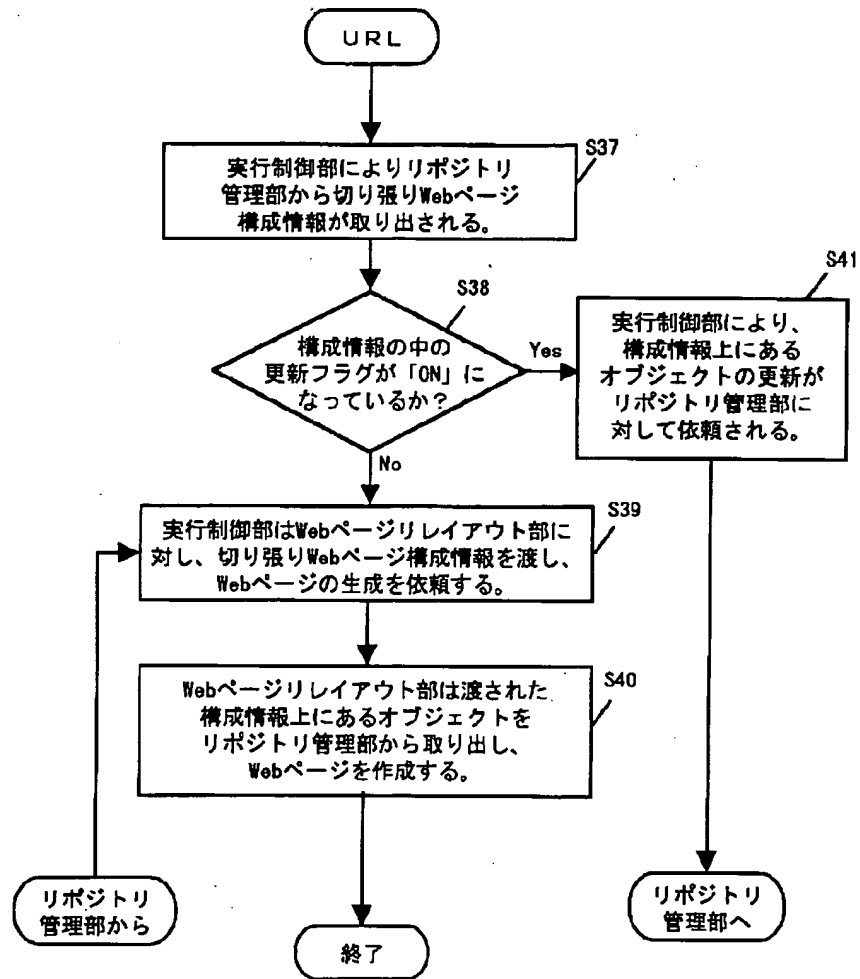 URL
S37
実行制御部によりリポジトリ
管理部から切り張りWebページ
構成情報が取り出される。
S38
構成情報の中の
更新フラグが「ON」に
なっているか？
Yes
No
S41
実行制御部により、
構成情報上にある
オブジェクトの更新が
リポジトリ管理部に
対して依頼される。
S39
実行制御部はWebページリレイアウト部に
対し、切り張りWebページ構成情報を渡し、
Webページの生成を依頼する。
S40
Webページリレイアウト部は渡された
構成情報上にあるオブジェクトを
リポジトリ管理部から取り出し、
Webページを作成する。
リポジトリ
管理部から
終了
リポジトリ
管理部へ